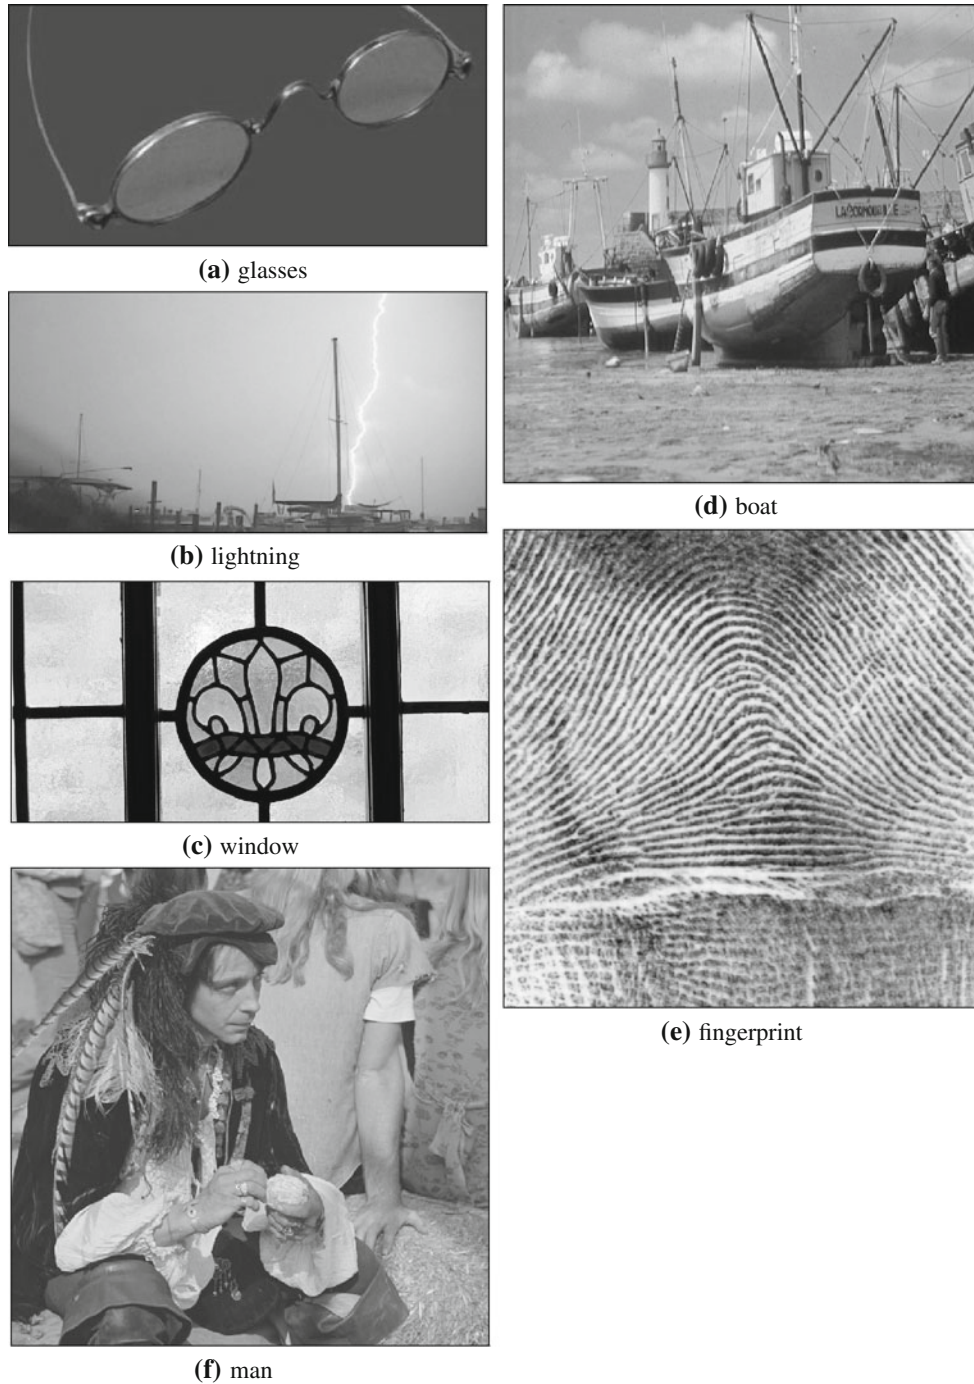 (a) glasses
(b) lightning
(c) window
(f) man
(d) boat
(e) fingerprint